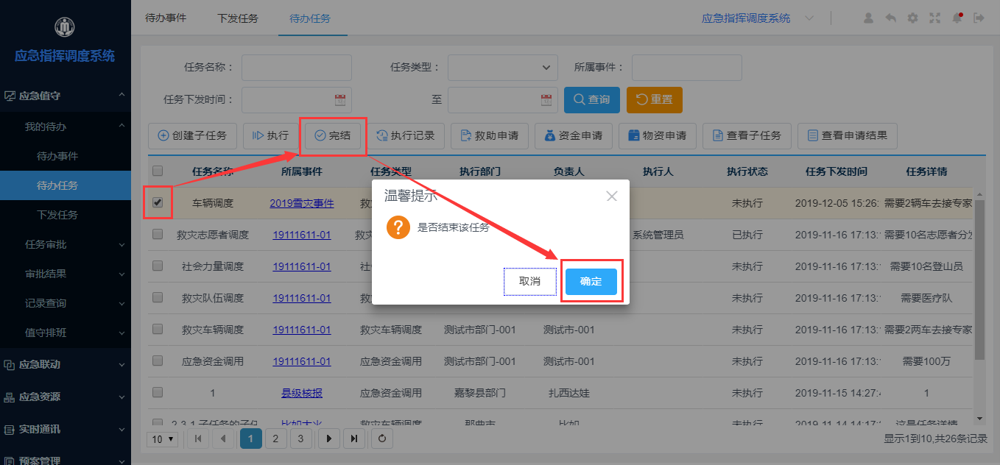 待办事件 下发任务 待办任务 应急指挥调度系统
应急指挥调度系统
应急值守
我的待办
待办事件
待办任务
下发任务
任务审批
审批结果
记录查询
值守排班
应急联动
应急资源
实时通讯
预案管理
任务名称： 任务类型： 所属事件：
任务下发时间： 至 查询 重置
创建子任务 执行 完结 执行记录 救助申请 资金申请 物资申请 查看子任务 查看申请结果
任务名称 所属事件 任务类型 执行部门 负责人 执行人 执行状态 任务下发时间 任务详情
车辆调度 2019雪灾事件 救 未执行 2019-12-05 15:26: 需要2辆车去接专家
救灾志愿者调度 19111611-01 救灾 系统管理员 已执行 2019-11-16 17:13: 需要10名志愿者分发
社会力量调度 19111611-01 社 未执行 2019-11-16 17:13: 需要10名登山员
救灾队伍调度 19111611-01 救 未执行 2019-11-16 17:13: 需要医疗队
救灾车辆调度 19111611-01 救灾车辆调度 测试市部门-001 测试市-001 未执行 2019-11-16 17:13: 需要2两车去接专家
应急资金调用 19111611-01 应急资金调用 测试市部门-001 测试市-001 未执行 2019-11-16 17:13: 需要100万
1 县级核报 应急资金调用 嘉黎县部门 扎西达娃 未执行 2019-11-15 14:27: 1
2.3.1.子任务的子任 比如大火 救灾车辆调度 那曲市 比如 未执行 2019-11-14 14:17: 这是任务详情
温馨提示
是否结束该任务
取消 确定
10 1 2 3 显示1到10,共26条记录